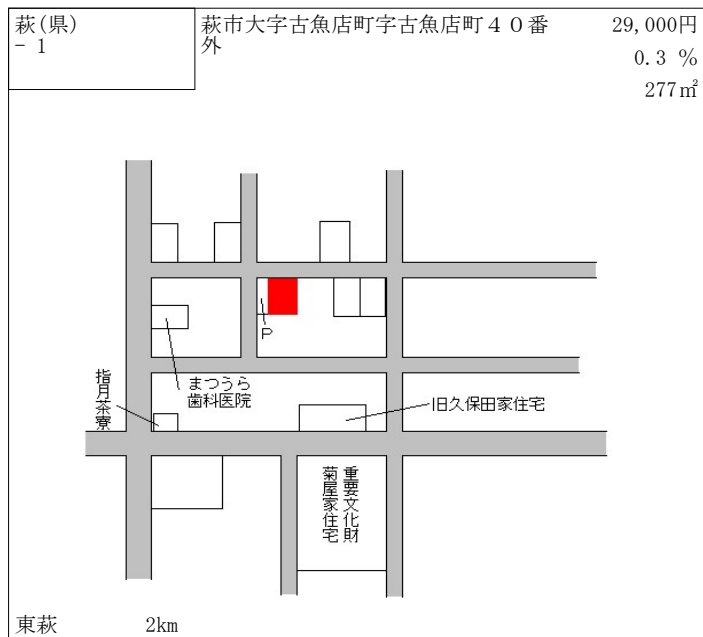 萩(県)
- 1
萩市大字古魚店町字古魚店町４０番
外
29,000円
0.3 %
277㎡
P
まつうら
歯科医院
指月茶寮
旧久保田家住宅
重要文化財
菊屋家住宅
東萩 2km